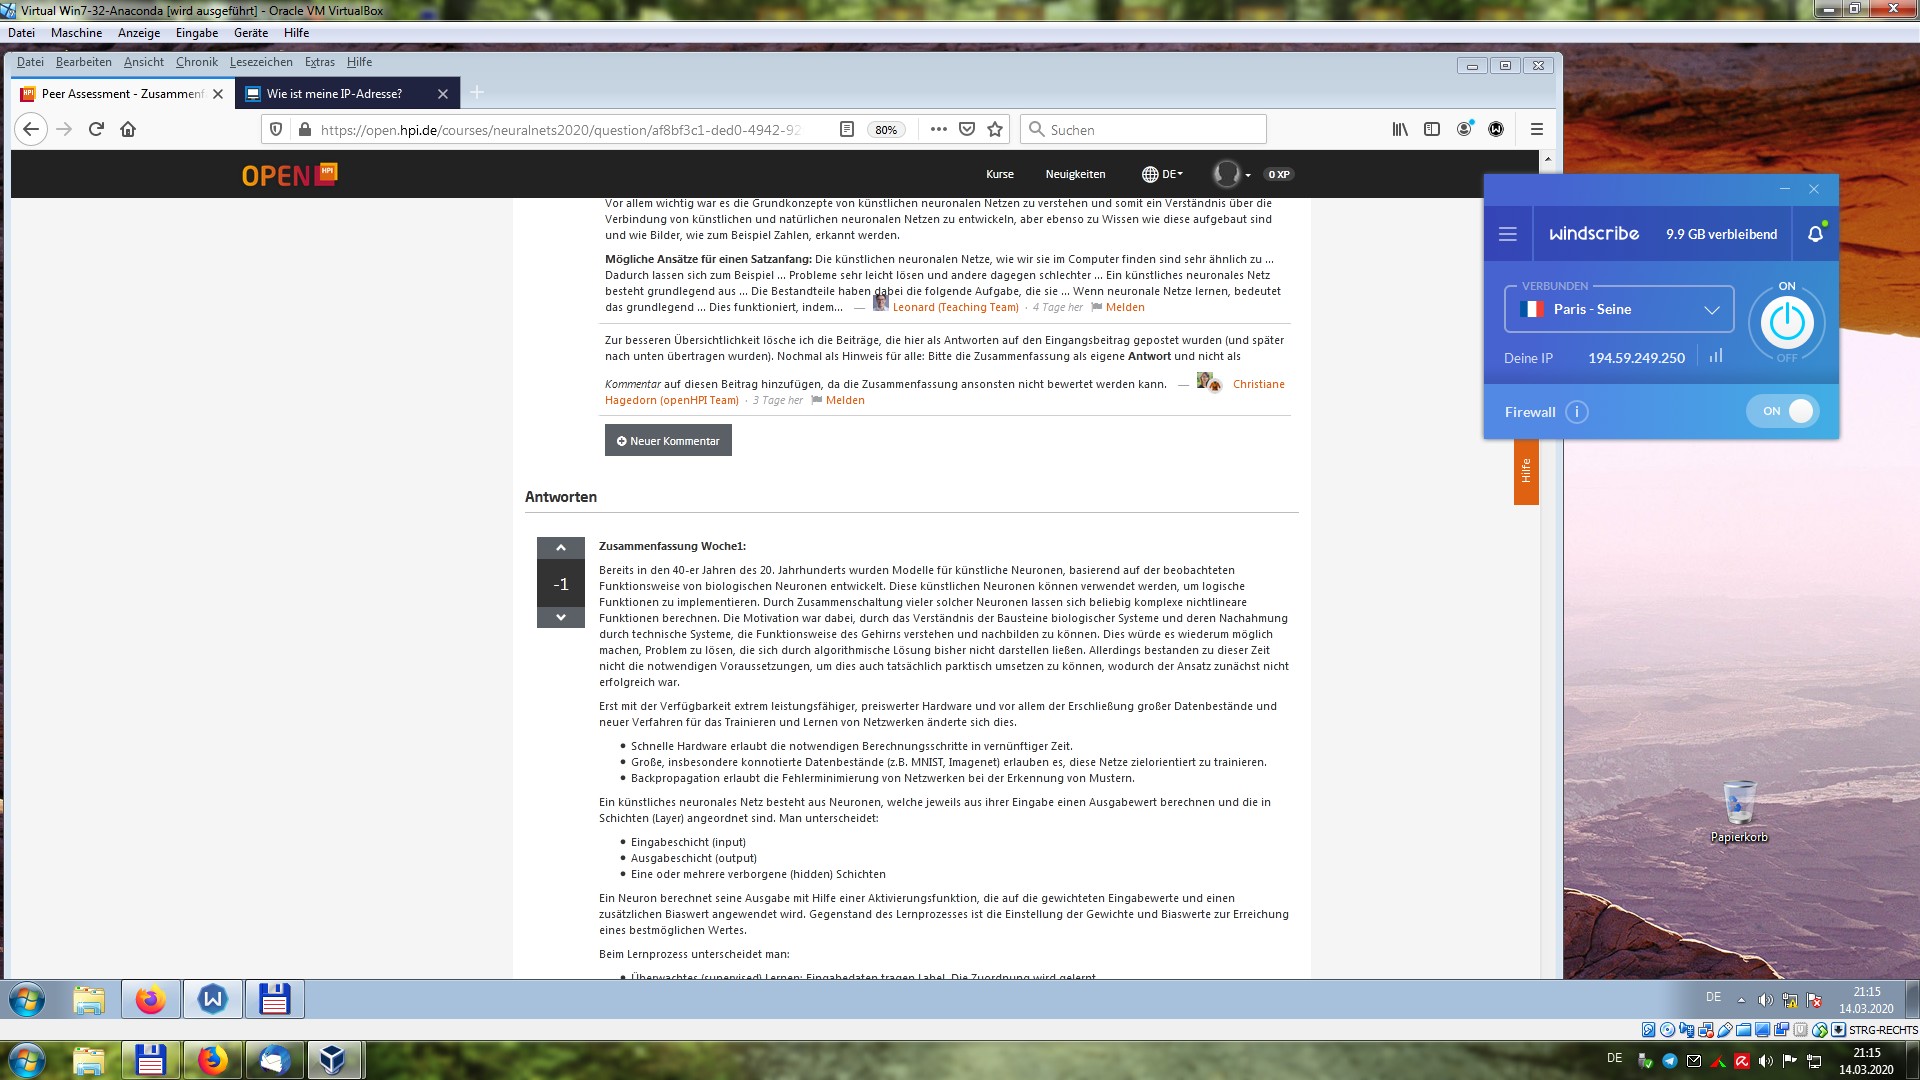 Virtual Win7-32-Anaconda [wird ausgeführt] - Oracle VM VirtualBox
Datei Maschine Anzeige Eingabe Geräte Hilfe
Datei Bearbeiten Ansicht Chronik Lesezeichen Extras Hilfe
Peer Assessment - Zusammenf
Wie ist meine IP-Adresse?
https://open.hpi.de/courses/neuralnets2020/question/af8bf3c1-ded0-4942-92
80%
Suchen
OPEN HPI
Kurse Neuigkeiten DE 0 XP
Vor allem wichtig war es die Grundkonzepte von künstlichen neuronalen Netzen zu verstehen und somit ein Verständnis über die
Verbindung von künstlichen und natürlichen neuronalen Netzen zu entwickeln, aber ebenso zu Wissen wie diese aufgebaut sind
und wie Bilder, wie zum Beispiel Zahlen, erkannt werden.
Mögliche Ansätze für einen Satzanfang: Die künstlichen neuronalen Netze, wie wir sie im Computer finden sind sehr ähnlich zu ...
Dadurch lassen sich zum Beispiel ... Probleme sehr leicht lösen und andere dagegen schlechter ... Ein künstliches neuronales Netz
besteht grundlegend aus ... Die Bestandteile haben dabei die folgende Aufgabe, die sie ... Wenn neuronale Netze lernen, bedeutet
das grundlegend ... Dies funktioniert, indem... — Leonard (Teaching Team) · 4 Tage her Melden
Zur besseren Übersichtlichkeit lösche ich die Beiträge, die hier als Antworten auf den Eingangsbeitrag gepostet wurden (und später
nach unten übertragen wurden). Nochmal als Hinweis für alle: Bitte die Zusammenfassung als eigene Antwort und nicht als
Kommentar auf diesen Beitrag hinzufügen, da die Zusammenfassung ansonsten nicht bewertet werden kann. — Christiane
Hagedorn (openHPI Team) · 3 Tage her Melden
Neuer Kommentar
Antworten
-1
Zusammenfassung Woche1:
Bereits in den 40-er Jahren des 20. Jahrhunderts wurden Modelle für künstliche Neuronen, basierend auf der beobachteten
Funktionsweise von biologischen Neuronen entwickelt. Diese künstlichen Neuronen können verwendet werden, um logische
Funktionen zu implementieren. Durch Zusammenschaltung vieler solcher Neuronen lassen sich beliebig komplexe nichtlineare
Funktionen berechnen. Die Motivation war dabei, durch das Verständnis der Bausteine biologischer Systeme und deren Nachahmung
durch technische Systeme, die Funktionsweise des Gehirns verstehen und nachbilden zu können. Dies würde es wiederum möglich
machen, Problem zu lösen, die sich durch algorithmische Lösung bisher nicht darstellen ließen. Allerdings bestanden zu dieser Zeit
nicht die notwendigen Voraussetzungen, um dies auch tatsächlich parktisch umsetzen zu können, wodurch der Ansatz zunächst nicht
erfolgreich war.
Erst mit der Verfügbarkeit extrem leistungsfähiger, preiswerter Hardware und vor allem der Erschließung großer Datenbestände und
neuer Verfahren für das Trainieren und Lernen von Netzwerken änderte sich dies.
• Schnelle Hardware erlaubt die notwendigen Berechnungsschritte in vernünftiger Zeit.
• Große, insbesondere konnotierte Datenbestände (z.B. MNIST, Imagenet) erlauben es, diese Netze zielorientiert zu trainieren.
• Backpropagation erlaubt die Fehlerminimierung von Netzwerken bei der Erkennung von Mustern.
Ein künstliches neuronales Netz besteht aus Neuronen, welche jeweils aus ihrer Eingabe einen Ausgabewert berechnen und die in
Schichten (Layer) angeordnet sind. Man unterscheidet:
• Eingabeschicht (input)
• Ausgabeschicht (output)
• Eine oder mehrere verborgene (hidden) Schichten
Ein Neuron berechnet seine Ausgabe mit Hilfe einer Aktivierungsfunktion, die auf die gewichteten Eingabewerte und einen
zusätzlichen Biaswert angewendet wird. Gegenstand des Lernprozesses ist die Einstellung der Gewichte und Biaswerte zur Erreichung
eines bestmöglichen Wertes.
Beim Lernprozess unterscheidet man:
• Überwachtes (supervised) Lernen: Eingabedaten tragen Label. Die Zuordnung wird gelernt.
Hilfe
windscribe 9.9 GB verbleibend
VERBUNDEN
Paris - Seine
ON
OFF
Deine IP 194.59.249.250
Firewall i ON
Papierkorb
DE 21:15
14.03.2020
STRG-RECHTS
DE 21:15
14.03.2020